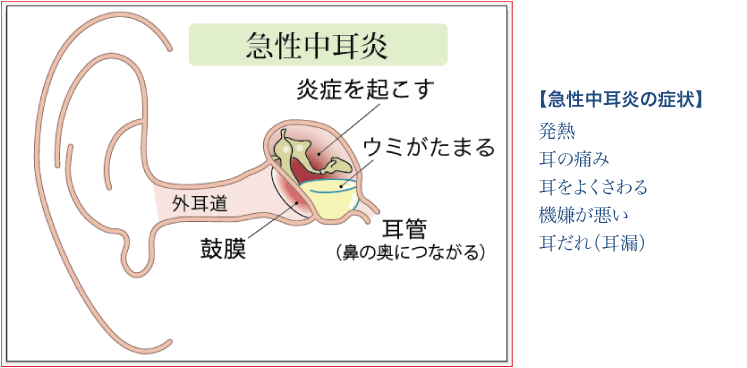 急性中耳炎
炎症を起こす
ウミがたまる
外耳道
鼓膜
耳管
(鼻の奥につながる)
【急性中耳炎の症状】
発熱
耳の痛み
耳をよくさわる
機嫌が悪い
耳だれ(耳漏)